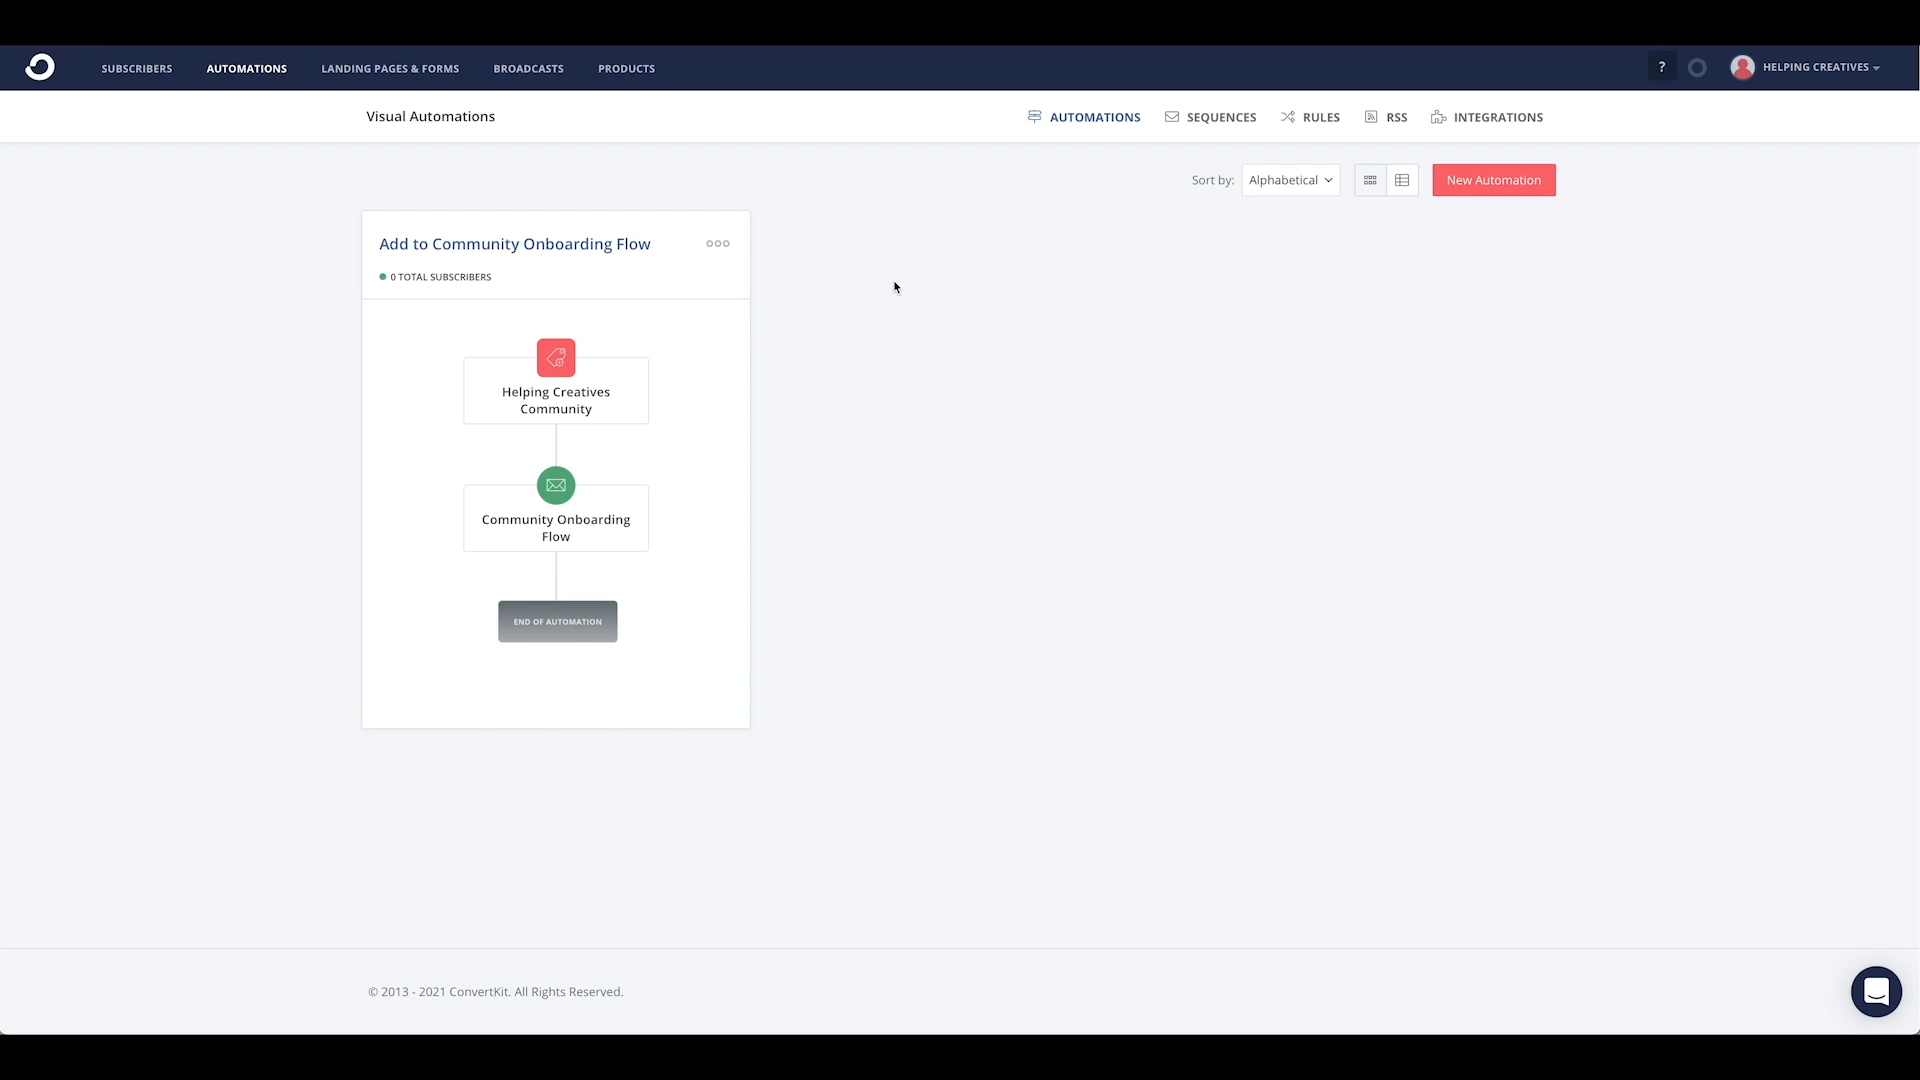 SUBSCRIBERS AUTOMATIONS LANDING PAGES & FORMS BROADCASTS PRODUCTS ? HELPING CREATIVES
Visual Automations AUTOMATIONS SEQUENCES RULES RSS INTEGRATIONS
Sort by: Alphabetical New Automation
Add to Community Onboarding Flow
0 TOTAL SUBSCRIBERS
Helping Creatives
Community
Community Onboarding
Flow
END OF AUTOMATION
© 2013 - 2021 ConvertKit. All Rights Reserved.